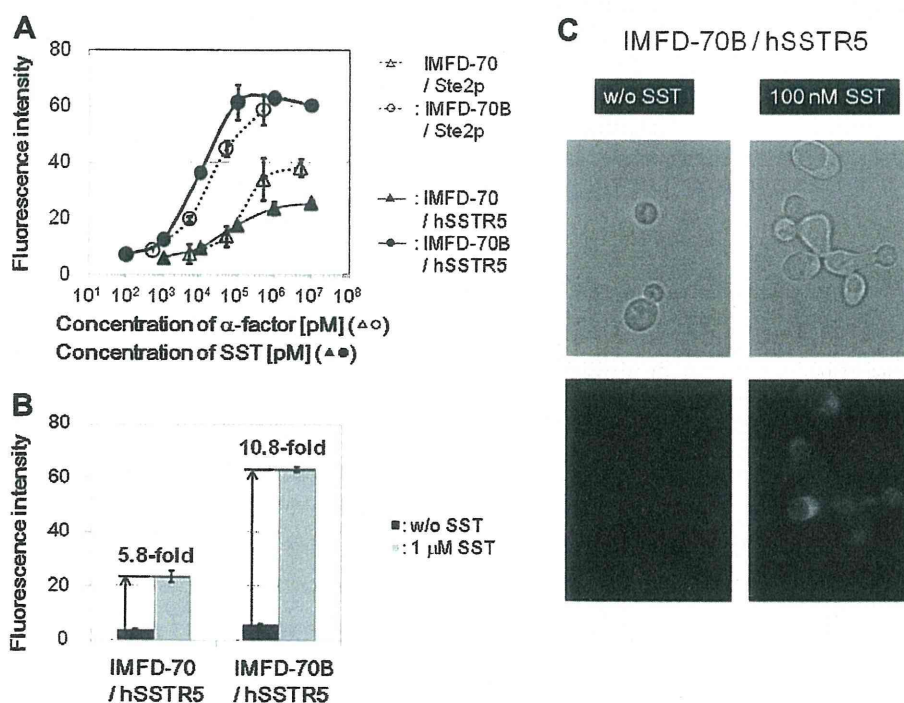 A
80
60
40
20
0
Fluorescence intensity
10¹ 10² 10³ 10⁴ 10⁵ 10⁶ 10⁷ 10⁸
Concentration of α-factor [pM] (△○)
Concentration of SST [pM] (▲●)
IMFD-70
/ Ste2p
: IMFD-70B
/ Ste2p
: IMFD-70
/ hSSTR5
: IMFD-70B
/ hSSTR5
B
80
60
40
20
0
Fluorescence intensity
5.8-fold
10.8-fold
IMFD-70
/ hSSTR5
IMFD-70B
/ hSSTR5
■: w/o SST
: 1 μM SST
C
IMFD-70B / hSSTR5
w/o SST
100 nM SST